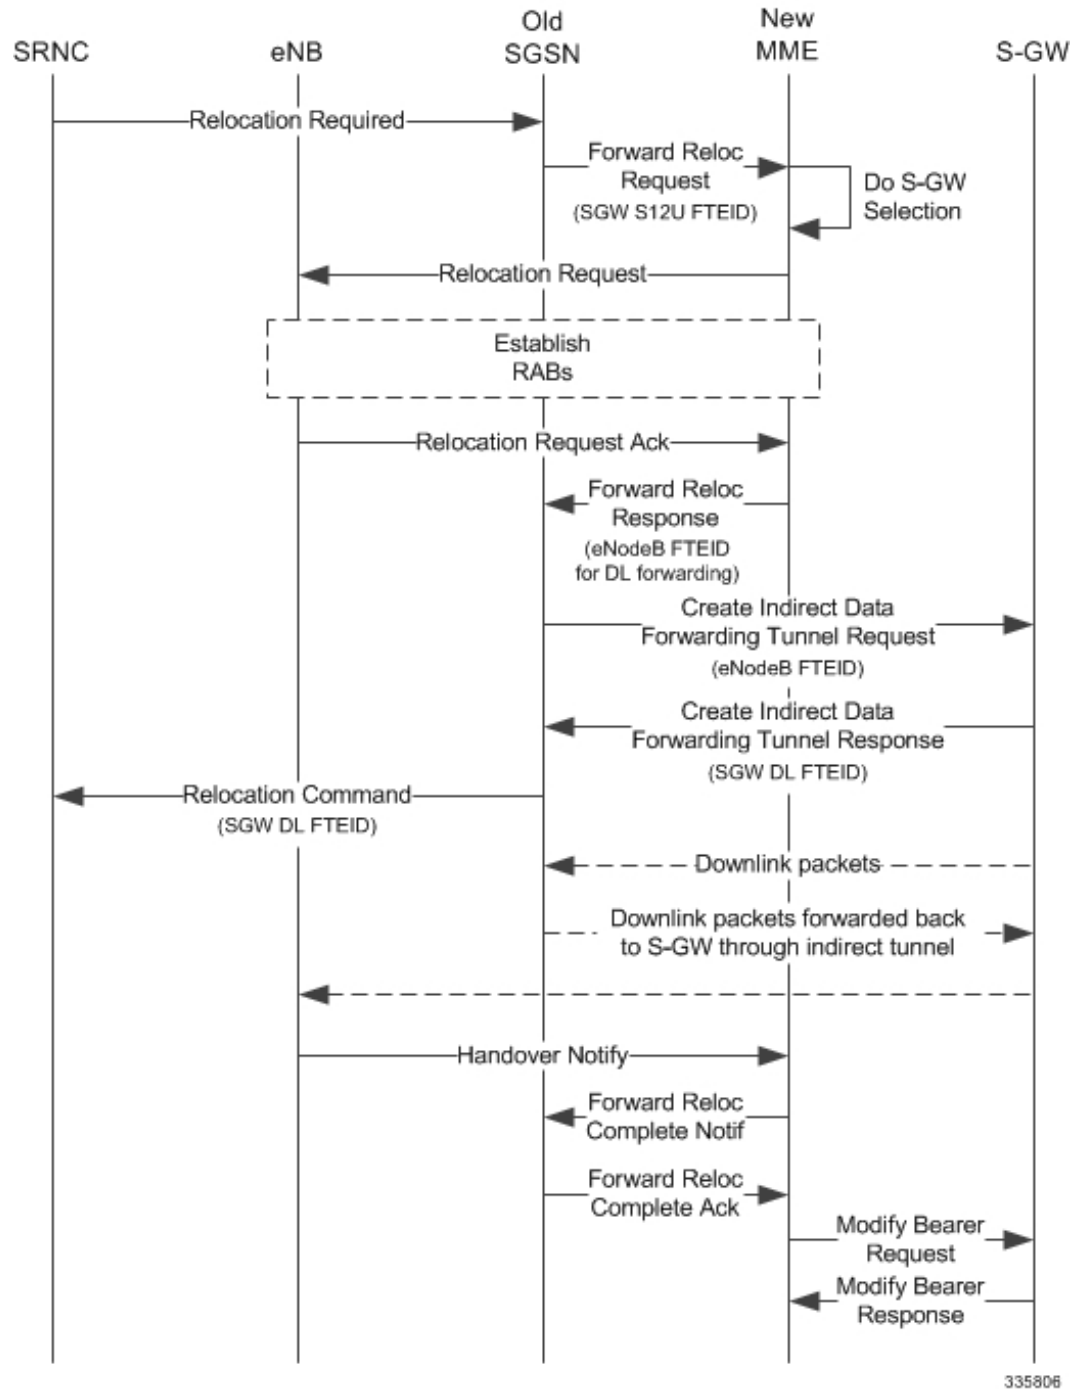 Old
New
SRNC
eNB
SGSN
MME
S-GW
Relocation Required
Forward Reloc
Request
(SGW S12U FTEID)
Do S-GW
Selection
Relocation Request
Establish
RABs
Relocation Request Ack
Forward Reloc
Response
(eNodeB FTEID
for DL forwarding)
Create Indirect Data
Forwarding Tunnel Request
(eNodeB FTEID)
Create Indirect Data
Forwarding Tunnel Response
(SGW DL FTEID)
Relocation Command
(SGW DL FTEID)
Downlink packets
Downlink packets forwarded back
to S-GW through indirect tunnel
Handover Notify
Forward Reloc
Complete Notif
Forward Reloc
Complete Ack
Modify Bearer
Request
Modify Bearer
Response
335806